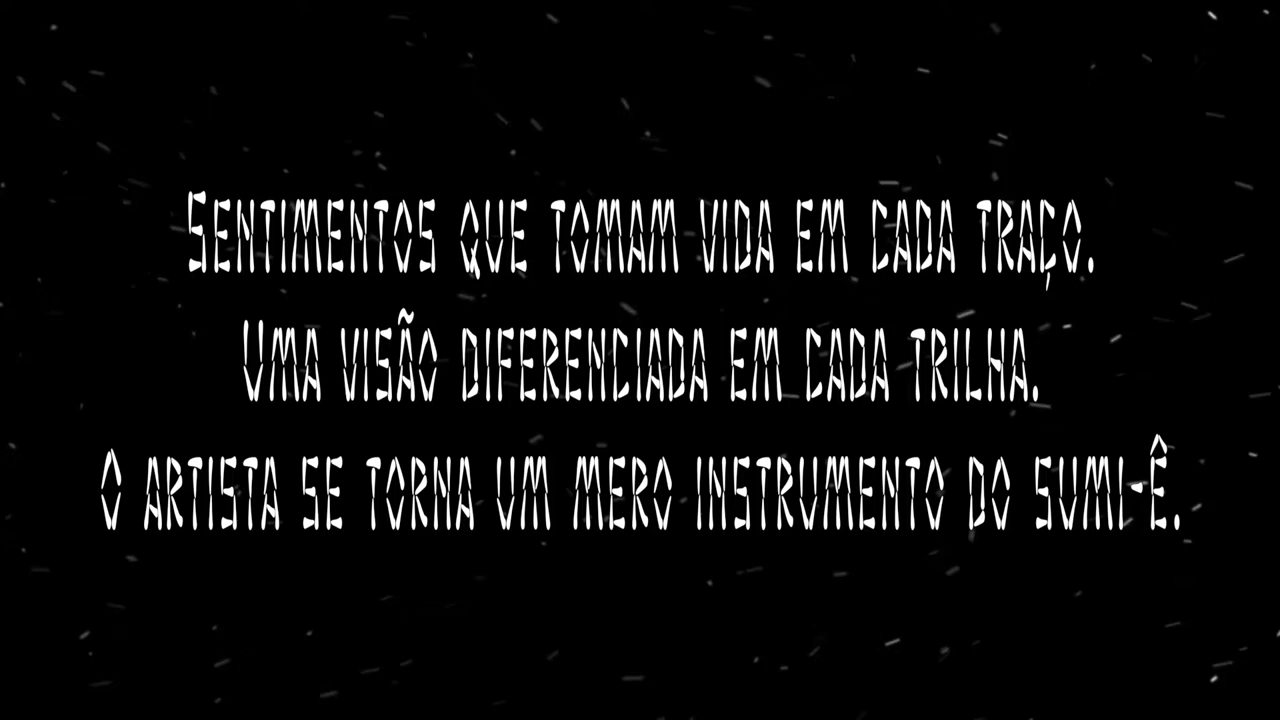 Sentimentos que tomam vida em cada traço.
Uma visão diferenciada em cada trilha.
O artista se torna um mero instrumento do sumi-ê.